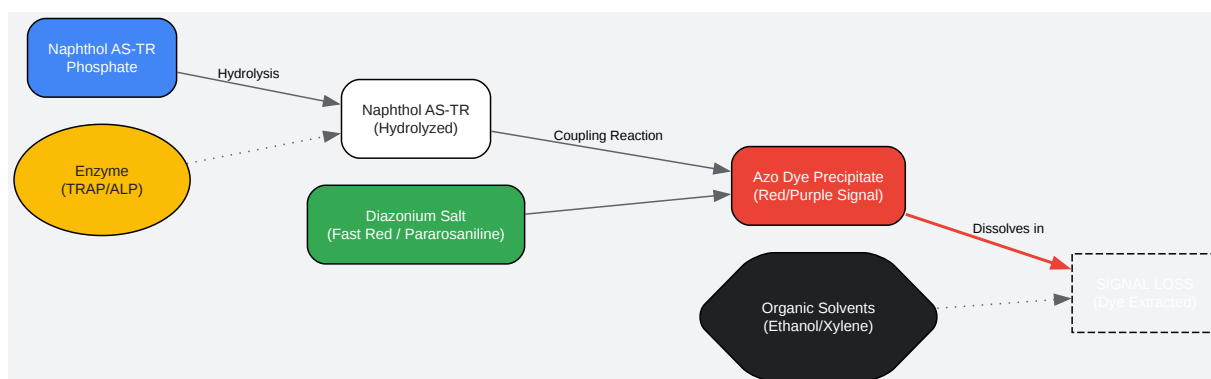 Naphthol AS-TR
Phosphate
Hydrolysis
Naphthol AS-TR
(Hydrolyzed)
Enzyme
(TRAP/ALP)
Coupling Reaction
Diazonium Salt
(Fast Red / Pararosaniline)
Azo Dye Precipitate
(Red/Purple Signal)
Dissolves in
Organic Solvents
(Ethanol/Xylene)
SIGNAL LOSS
(Dye Extracted)